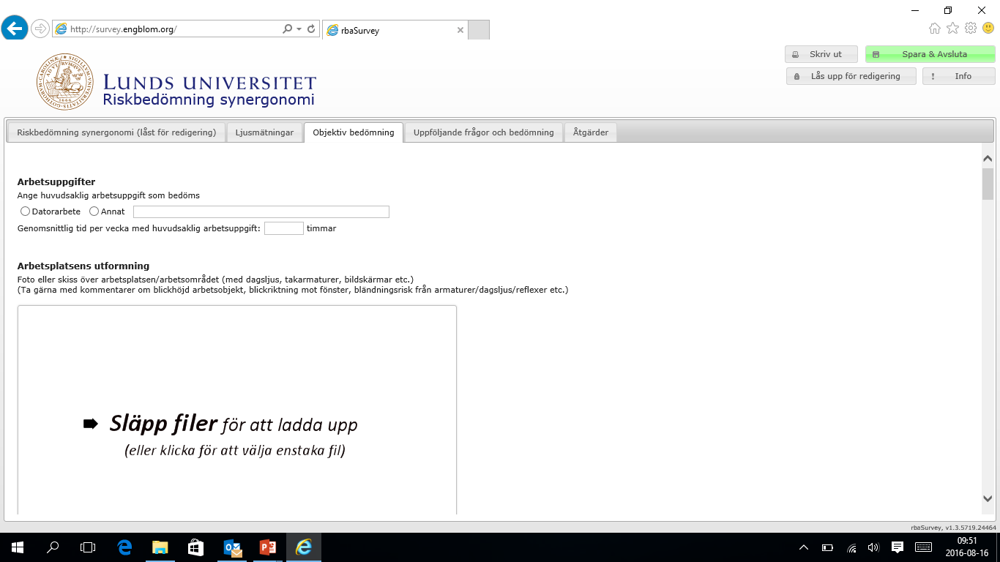 http://survey.engblom.org/
rbaSurvey
Skriv ut
Spara & Avsluta
Lås upp för redigering
Info
LUNDS UNIVERSITET
Riskbedömning synergonomi
Riskbedömning synergonomi (låst för redigering)
Ljusmätningar
Objektiv bedömning
Uppföljande frågor och bedömning
Åtgärder
Arbetsuppgifter
Ange huvudsaklig arbetsuppgift som bedöms
Datorarbete
Annat
Genomsnittlig tid per vecka med huvudsaklig arbetsuppgift: timmar
Arbetsplatsens utformning
Foto eller skiss över arbetsplatsen/arbetsområdet (med dagsljus, takarmaturer, bildskärmar etc.)
(Ta gärna med kommentarer om blickhöjd arbetsobjekt, blickriktning mot fönster, bländningsrisk från armaturer/dagsljus/reflexer etc.)
Släpp filer för att ladda upp
(eller klicka för att välja enstaka fil)
rbaSurvey, v1.3.5719.24464
09:51
2016-08-16